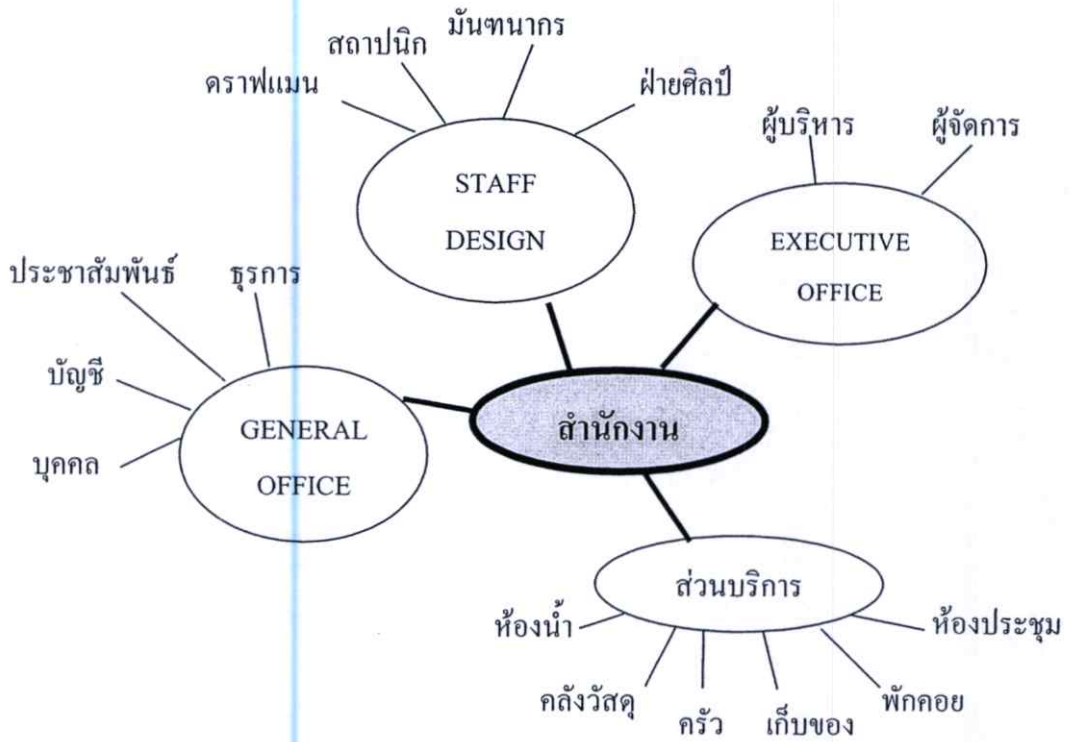 มันฑนากร
สถาปนิก
ดราฟแมน
ฝ่ายศิลป์
STAFF
DESIGN
ผู้บริหาร
ผู้จัดการ
EXECUTIVE
OFFICE
ประชาสัมพันธ์
ธุรการ
บัญชี
บุคคล
GENERAL
OFFICE
สำนักงาน
ส่วนบริการ
ห้องน้ำ
คลังวัสดุ
ครัว
เก็บของ
พักคอย
ห้องประชุม